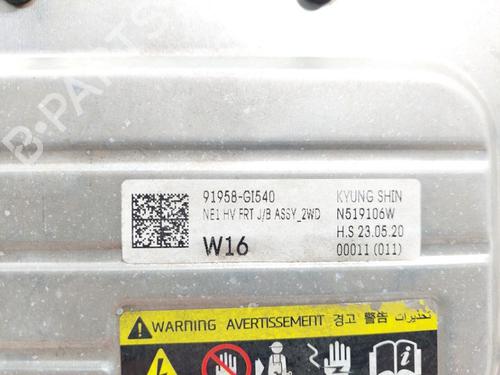 B-PARTS
91958-GI540
KYUNG SHIN
NE1 HV FRT J/B ASSY_2WD
N519106W
W16
H.S 23.05.20
00011 (011)
WARNING AVERTISSEMENT 경고 警告 تحذيرات